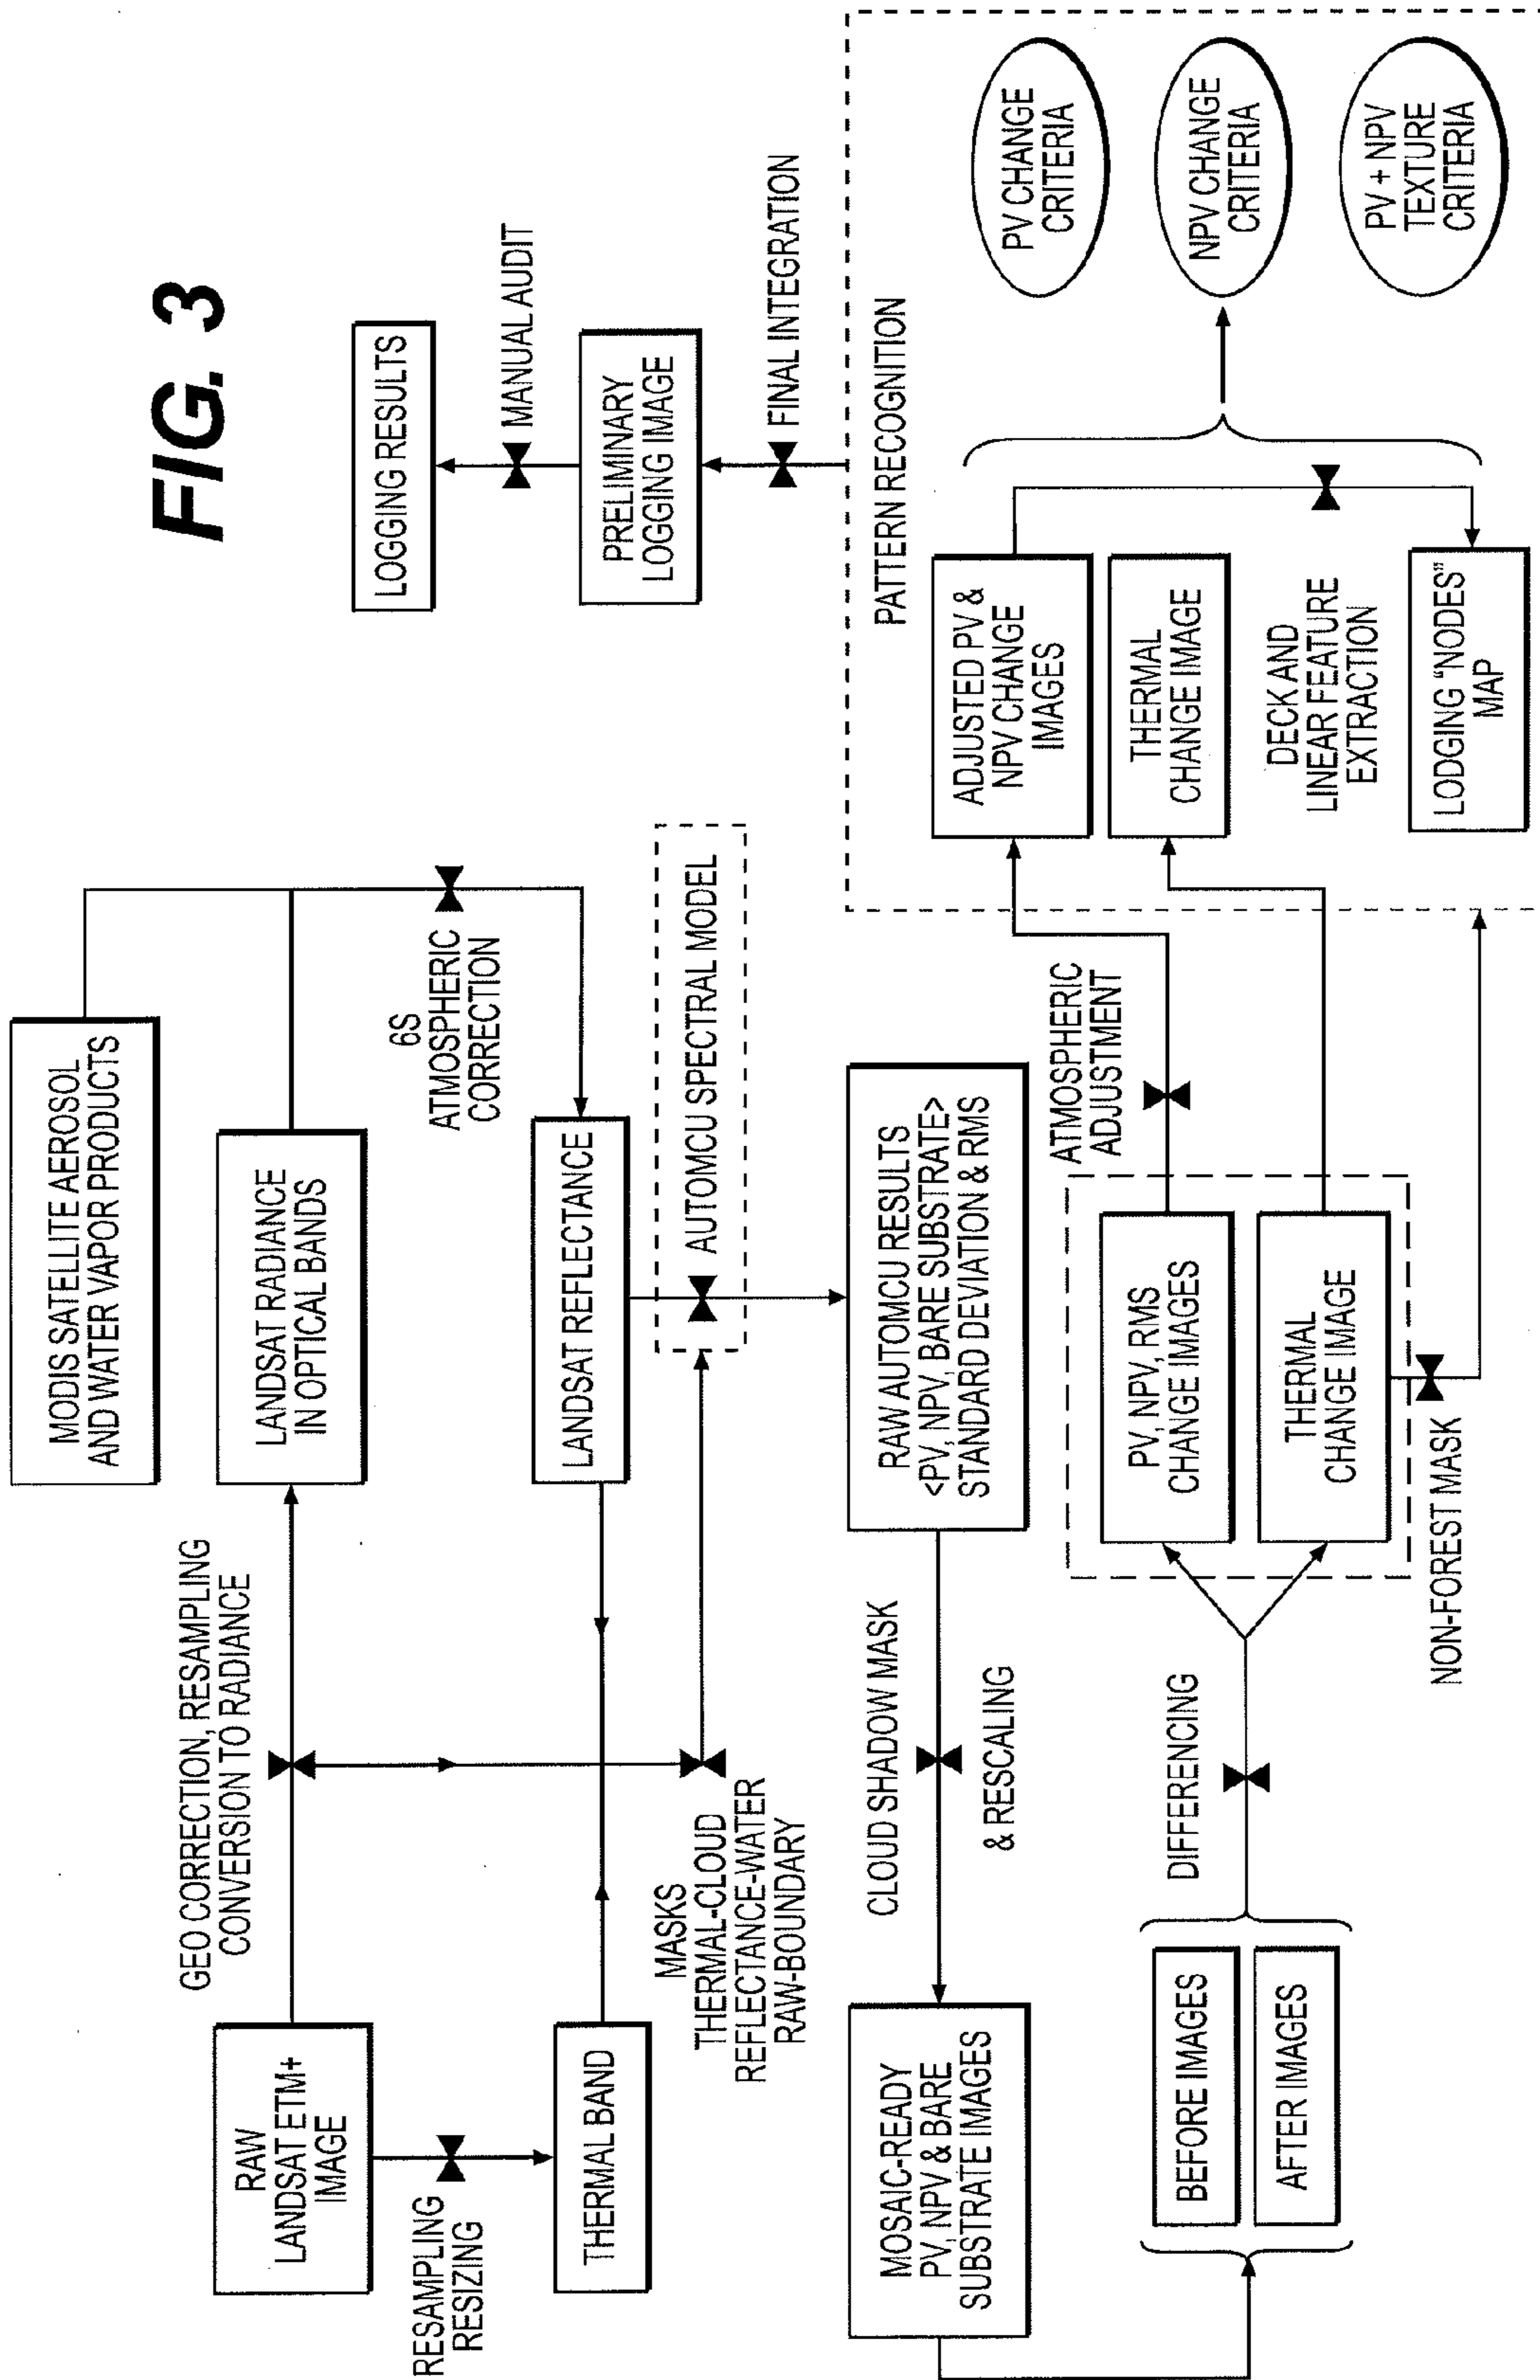 FIG. 3
MODIS SATELLITE AEROSOL
AND WATER VAPOR PRODUCTS
GEO CORRECTION, RESAMPLING
CONVERSION TO RADIANCE
RAW
LANDSAT ETM+
IMAGE
LANDSAT RADIANCE
IN OPTICAL BANDS
RESAMPLING
RESIZING
6S
ATMOSPHERIC
CORRECTION
THERMAL BAND
LANDSAT REFLECTANCE
MASKS
THERMAL-CLOUD
REFLECTANCE-WATER
RAW-BOUNDARY
AUTOMCU SPECTRAL MODEL
LOGGING RESULTS
MANUAL AUDIT
PRELIMINARY
LOGGING IMAGE
FINAL INTEGRATION
MOSAIC-READY
PV, NPV & BARE
SUBSTRATE IMAGES
CLOUD SHADOW MASK
& RESCALING
RAW AUTOMCU RESULTS
<PV, NPV, BARE SUBSTRATE>
STANDARD DEVIATION & RMS
BEFORE IMAGES
AFTER IMAGES
DIFFERENCING
PV, NPV, RMS
CHANGE IMAGES
THERMAL
CHANGE IMAGE
NON-FOREST MASK
ATMOSPHERIC
ADJUSTMENT
PATTERN RECOGNITION
ADJUSTED PV &
NPV CHANGE
IMAGES
THERMAL
CHANGE IMAGE
DECK AND
LINEAR FEATURE
EXTRACTION
LODGING "NODES"
MAP
PV CHANGE
CRITERIA
NPV CHANGE
CRITERIA
PV + NPV
TEXTURE
CRITERIA